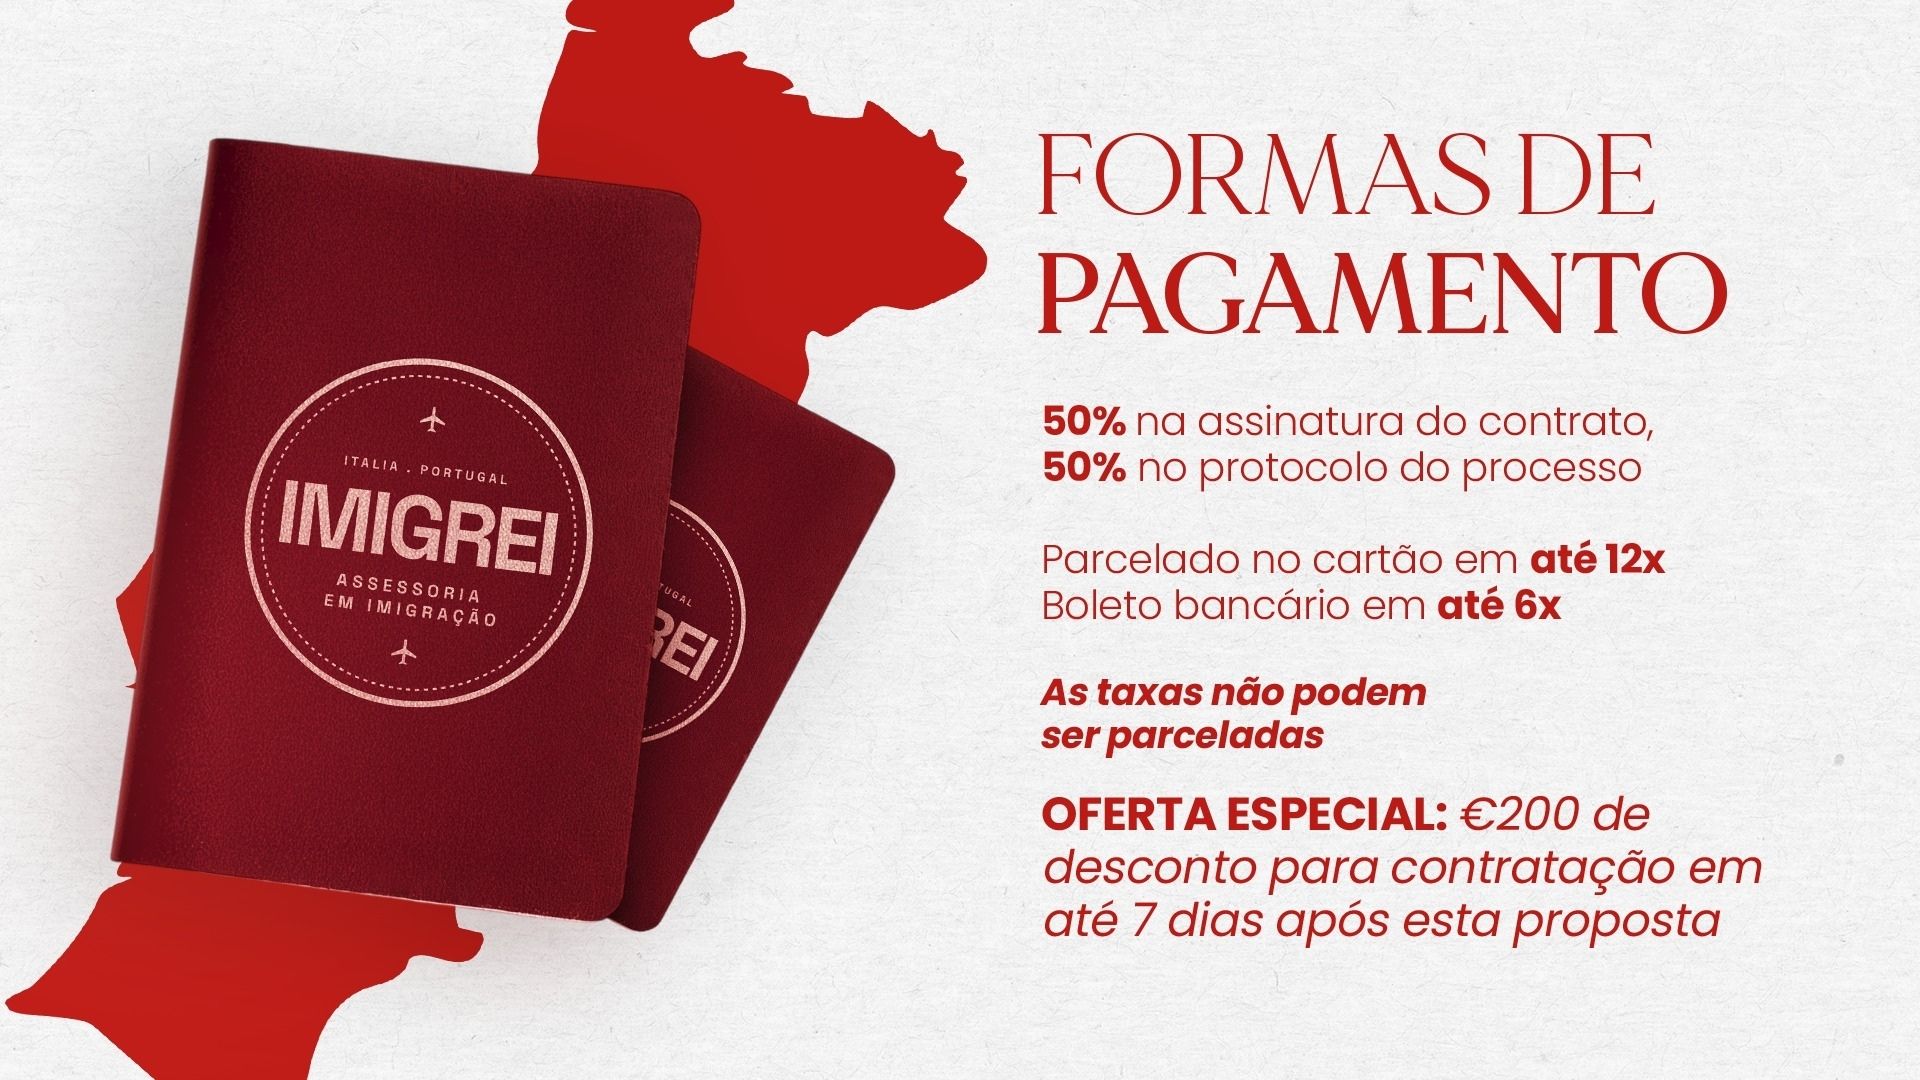 ITALIA . PORTUGAL
IMIGREI
ASSESSORIA
EM IMIGRAÇÃO
TUGAL
REI
FORMAS DE
PAGAMENTO
50% na assinatura do contrato,
50% no protocolo do processo
Parcelado no cartão em até 12x
Boleto bancário em até 6x
As taxas não podem
ser parceladas
OFERTA ESPECIAL: €200 de
desconto para contratação em
até 7 dias após esta proposta